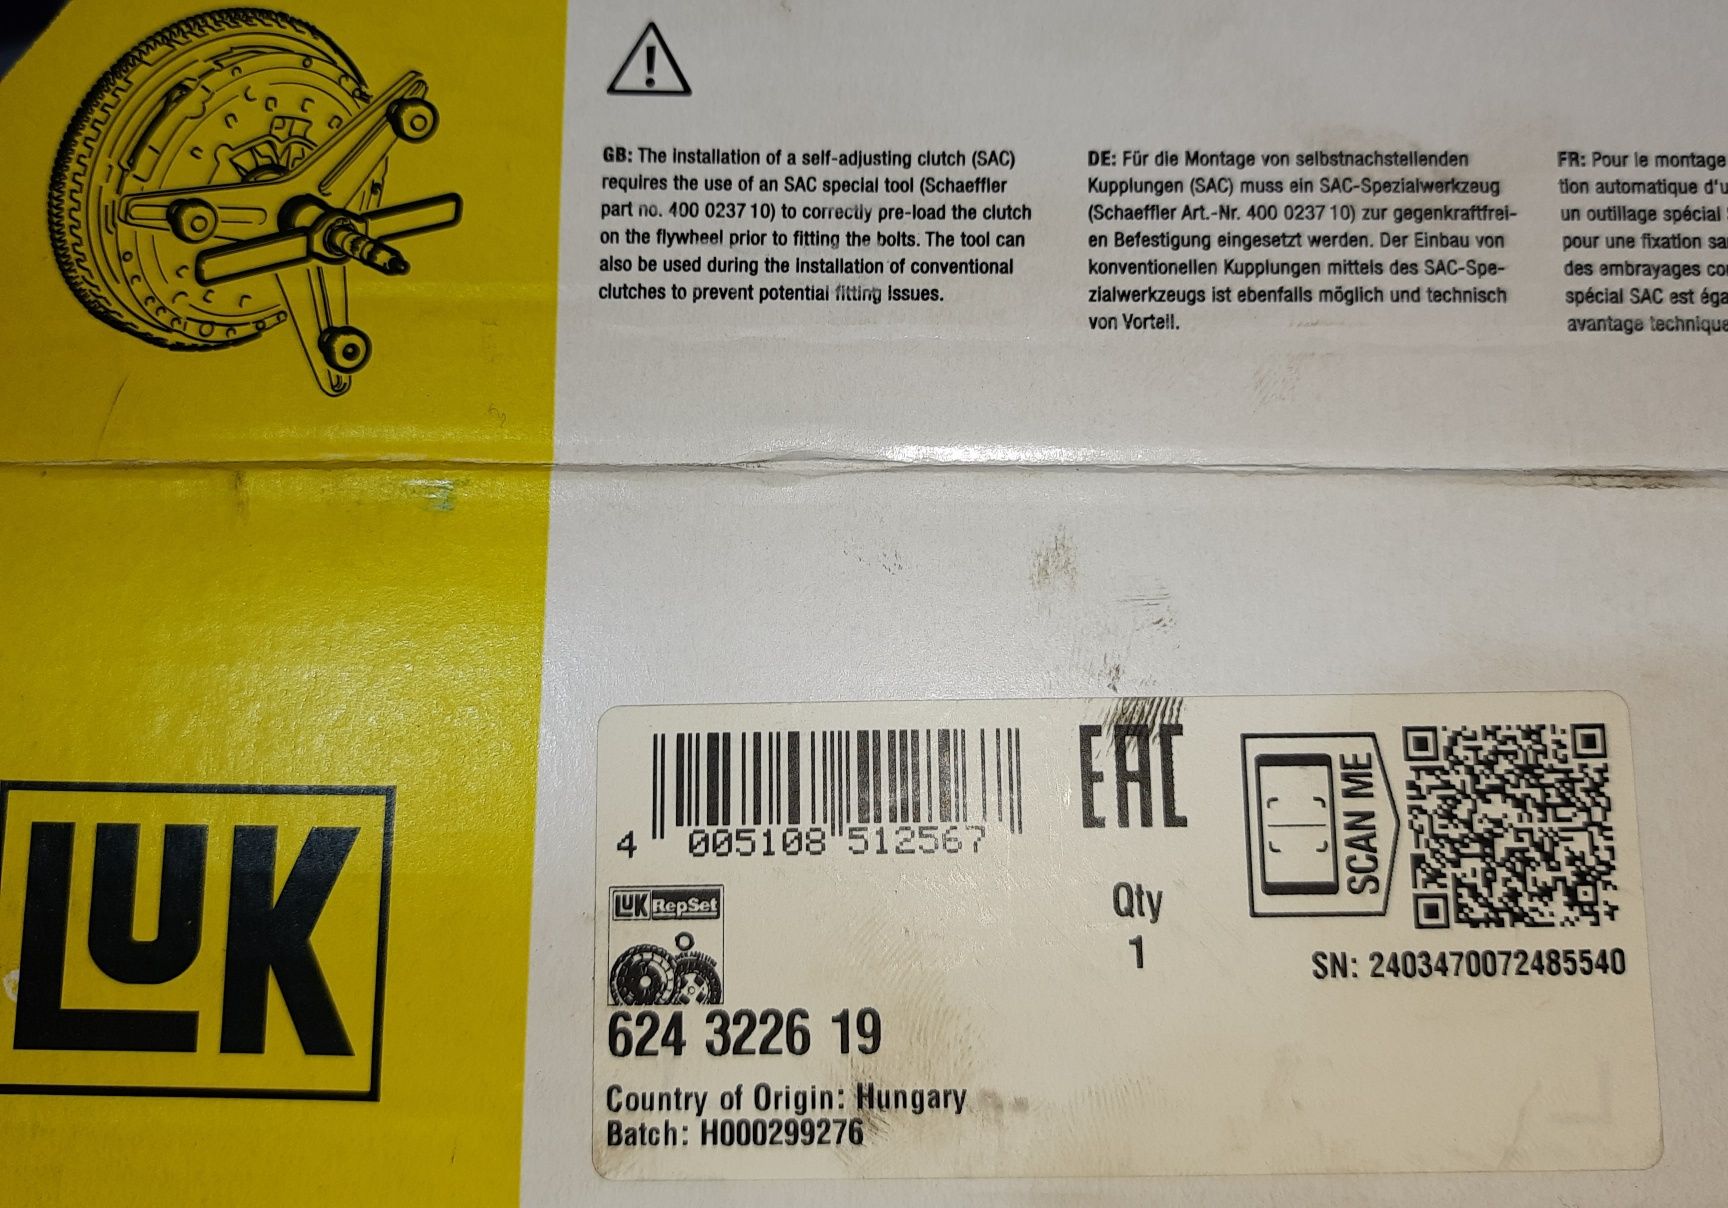 GB: The installation of a self-adjusting clutch (SAC)
requires the use of an SAC special tool (Schaeffler
part no. 400 0237 10) to correctly pre-load the clutch
on the flywheel prior to fitting the bolts. The tool can
also be used during the installation of conventional
clutches to prevent potential fitting issues.
DE: Für die Montage von selbstnachstellenden
Kupplungen (SAC) muss ein SAC-Spezialwerkzeug
(Schaeffler Art.-Nr. 400 0237 10) zur gegenkraftfrei-
en Befestigung eingesetzt werden. Der Einbau von
konventionellen Kupplungen mittels des SAC-Spe-
zialwerkzeugs ist ebenfalls möglich und technisch
von Vorteil.
FR: Pour le montage
tion automatique d'u
un outillage spécial
pour une fixation sa
des embrayages co
spécial SAC est éga
avantage technique
LUK
4 005108 512567
EAC
SCAN ME
LUK RepSet
Qty
1
SN: 2403470072485540
624 3226 19
Country of Origin: Hungary
Batch: H000299276